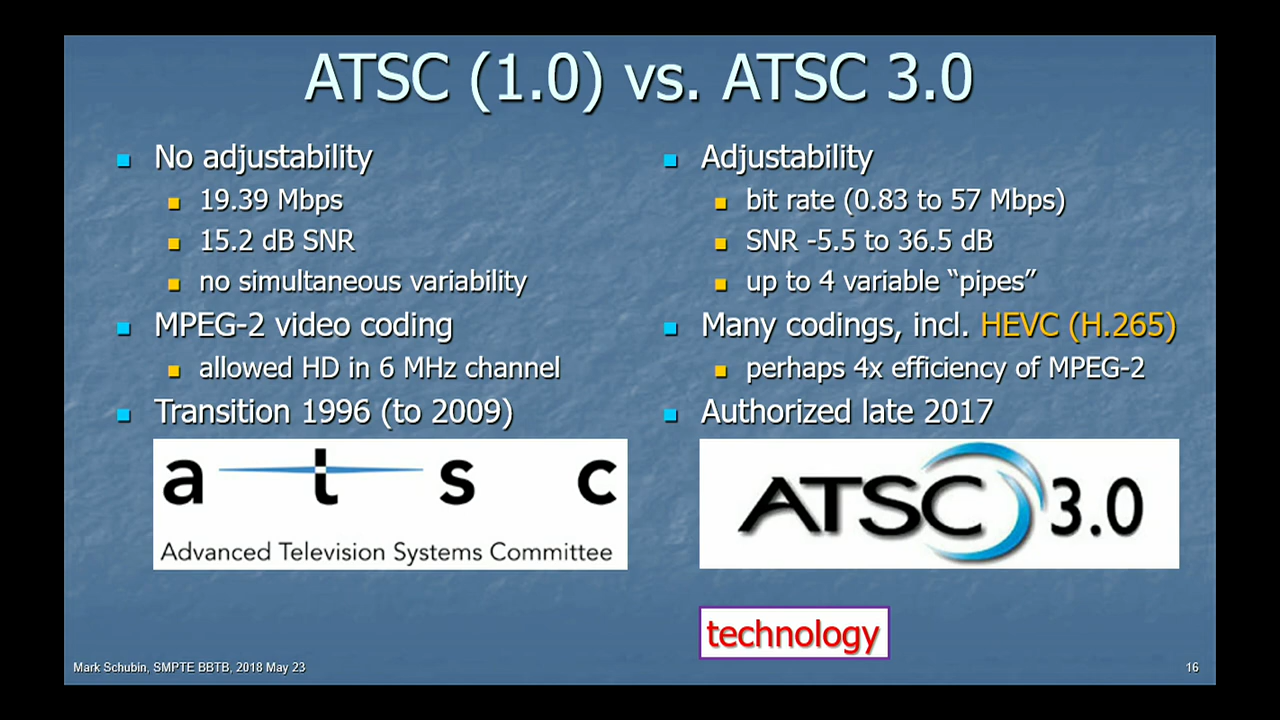 ATSC (1.0) vs. ATSC 3.0
No adjustability
19.39 Mbps
15.2 dB SNR
no simultaneous variability
MPEG-2 video coding
allowed HD in 6 MHz channel
Transition 1996 (to 2009)
atsc
Advanced Television Systems Committee
Adjustability
bit rate (0.83 to 57 Mbps)
SNR -5.5 to 36.5 dB
up to 4 variable “pipes”
Many codings, incl. HEVC (H.265)
perhaps 4x efficiency of MPEG-2
Authorized late 2017
ATSC 3.0
technology
Mark Schubin, SMPTE BBTB, 2018 May 23
16